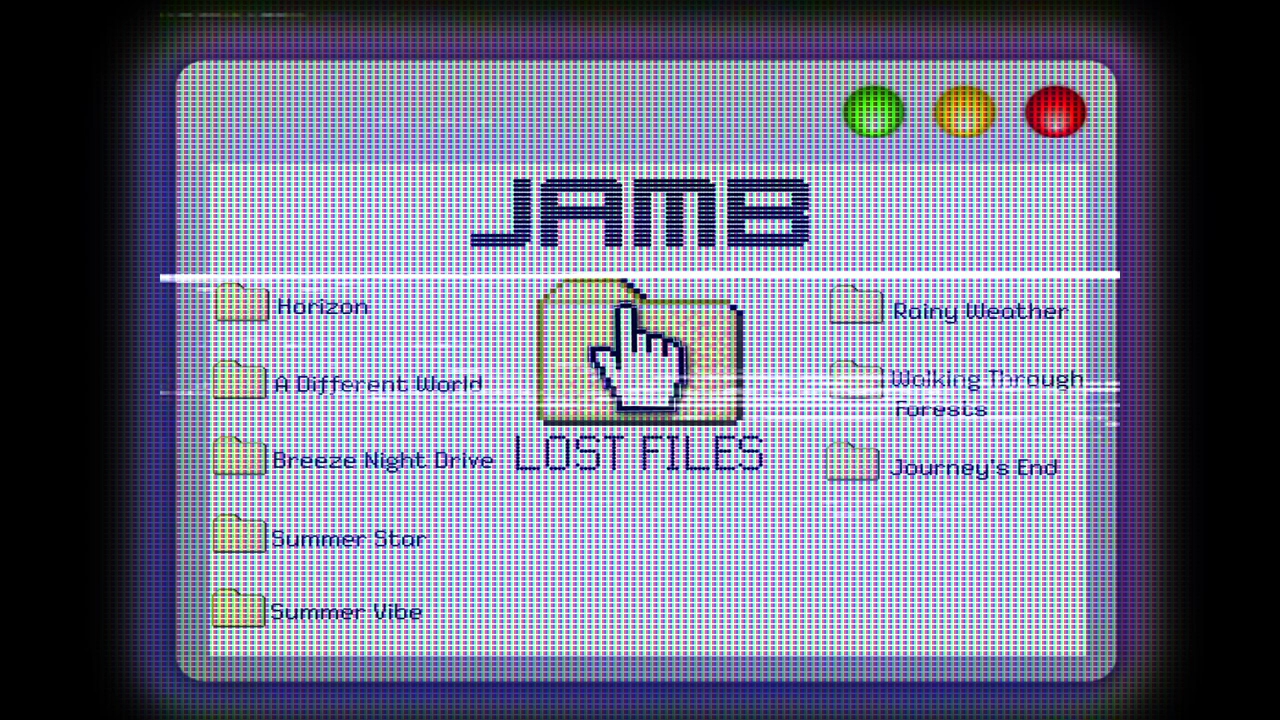 JAMB
Horizon
A Different World
Breeze Night Drive
Summer Star
Summer Vibe
LOST FILES
Rainy Weather
Walking Through
Forests
Journey's End